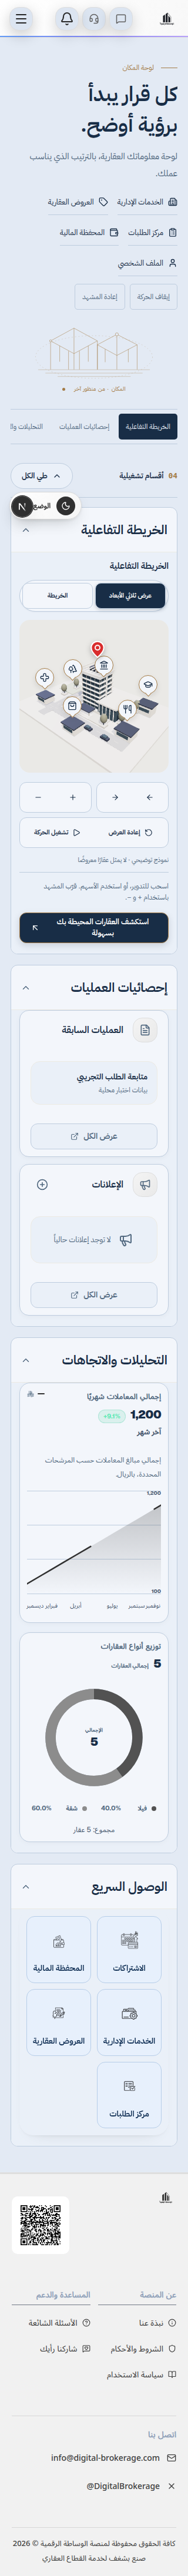 لوحة المكان
كل قرار يبدأ
برؤية أوضح.
لوحة معلوماتك العقارية، بالترتيب الذي يناسب
عملك.
الخدمات الإدارية
العروض العقارية
مركز الطلبات
المحفظة المالية
الملف الشخصي
إيقاف الحركة
إعادة المشهد
المكان · من منظور آخر
الخريطة التفاعلية
إحصائيات العمليات
التحليلات وال
04 أقسام تشغيلية
طي الكل
الوضع
الخريطة التفاعلية
الخريطة التفاعلية
عرض ثلاثي الأبعاد
الخريطة
إعادة العرض
تشغيل الحركة
نموذج توضيحي · لا يمثل عقارًا معروضًا
اسحب للتدوير، أو استخدم الأسهم. قرّب المشهد
باستخدام + و −.
استكشف العقارات المحيطة بك
بسهولة
إحصائيات العمليات
العمليات السابقة
متابعة الطلب التجريبي
بيانات اختبار محلية
عرض الكل
الإعلانات
لا توجد إعلانات حالياً
عرض الكل
التحليلات والاتجاهات
إجمالي المعاملات شهريًا
1,200
آخر شهر
إجمالي مبالغ المعاملات حسب المرشحات
المحددة، بالريال.
1,200
100
فبراير ديسمبر
أبريل
يوليو
نوفمبر سبتمبر
توزيع أنواع العقارات
5 إجمالي العقارات
الإجمالي
5
فيلا 40.0%
شقة 60.0%
مجموع: 5 عقار
الوصول السريع
الاشتراكات
المحفظة المالية
الخدمات الإدارية
العروض العقارية
مركز الطلبات
عن المنصة
نبذة عنا
الشروط والأحكام
سياسة الاستخدام
المساعدة والدعم
الأسئلة الشائعة
شاركنا رأيك
اتصل بنا
info@digital-brokerage.com
@DigitalBrokerage
كافة الحقوق محفوظة لمنصة الوساطة الرقمية © 2026
صنع بشغف لخدمة القطاع العقاري